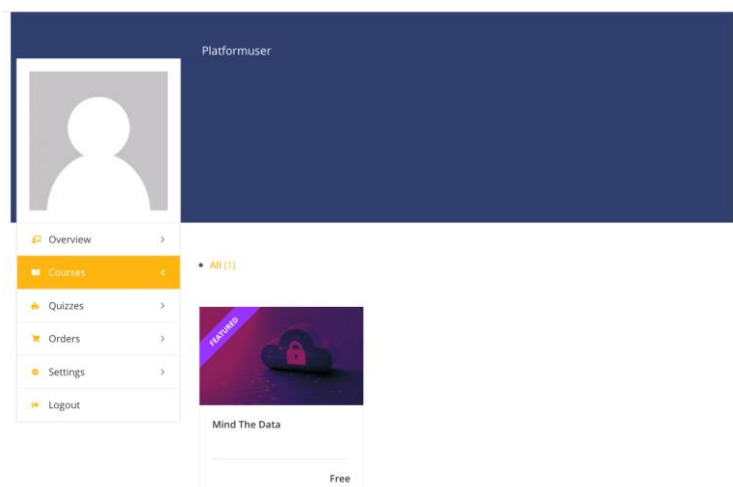 Platformuser
Overview
Courses
Quizzes
Orders
Settings
Logout
All (1)
FEATURED
Mind The Data
Free